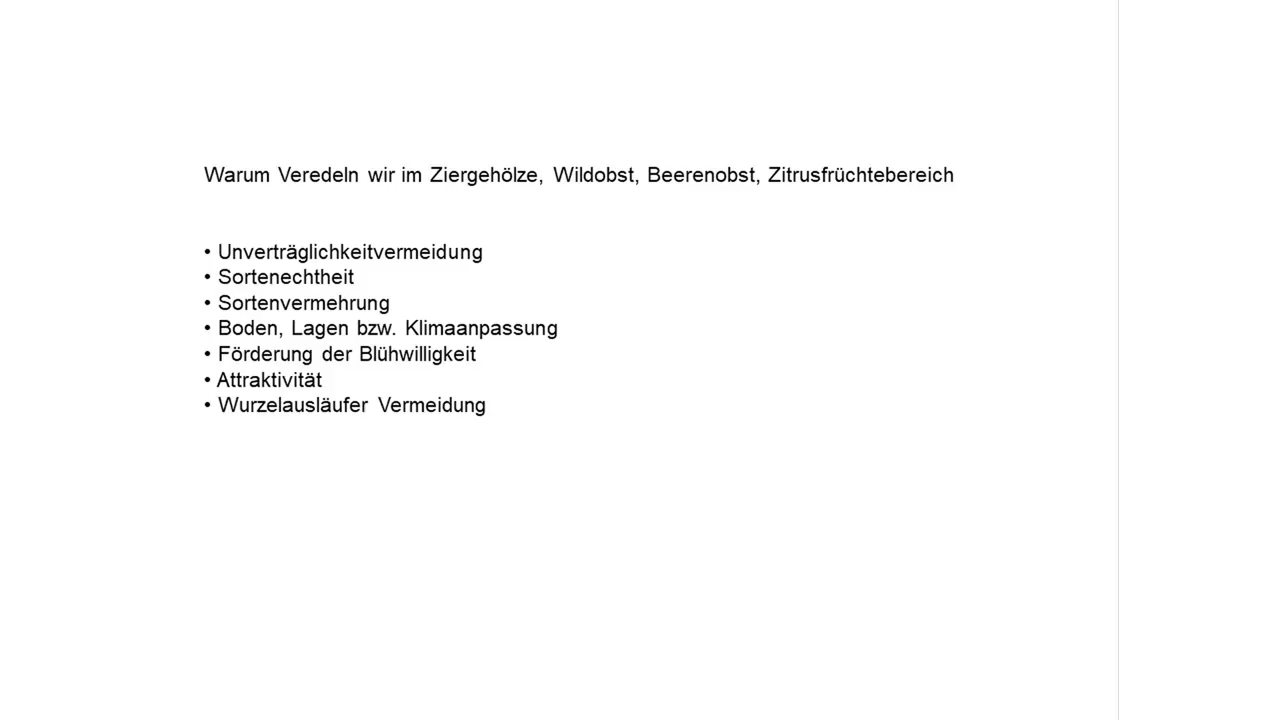 Warum Veredeln wir im Ziergehölze, Wildobst, Beerenobst, Zitrusfrüchtebereich
• Unverträglichkeitvermeidung
• Sortenechtheit
• Sortenvermehrung
• Boden, Lagen bzw. Klimaanpassung
• Förderung der Blühwilligkeit
• Attraktivität
• Wurzelausläufer Vermeidung